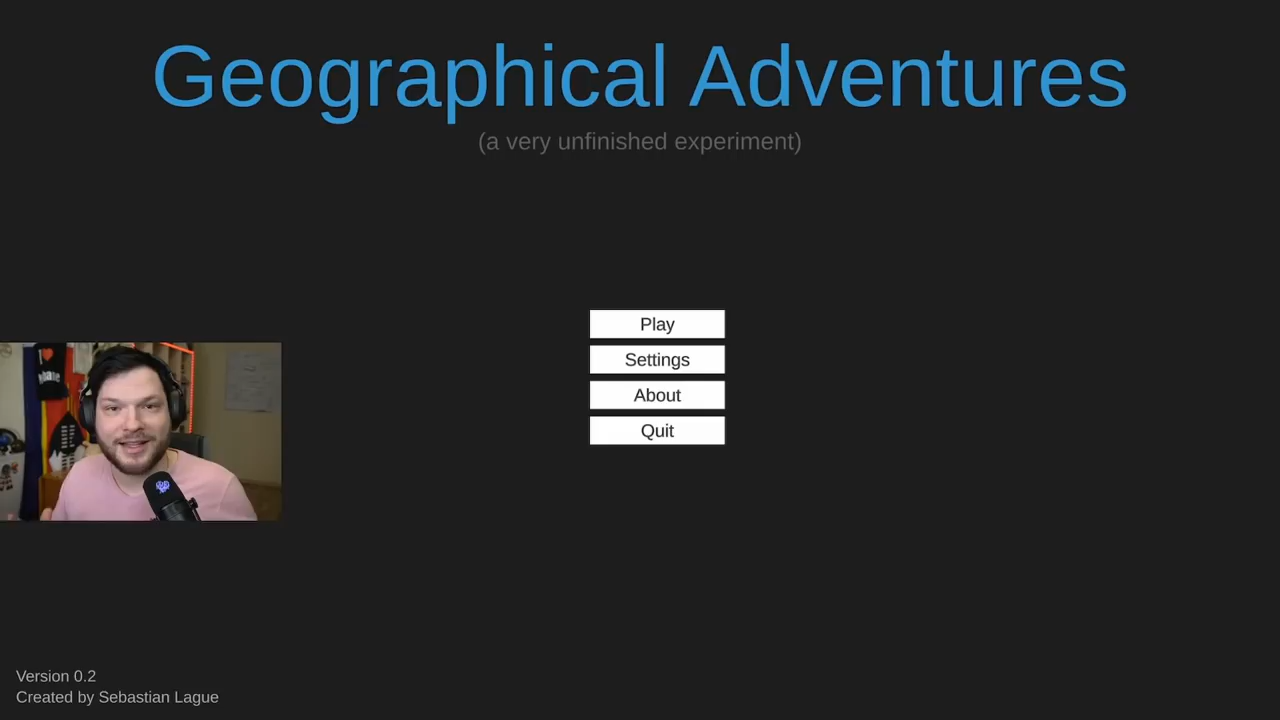 Geographical Adventures
(a very unfinished experiment)
Play
Settings
About
Quit
Version 0.2
Created by Sebastian Lague